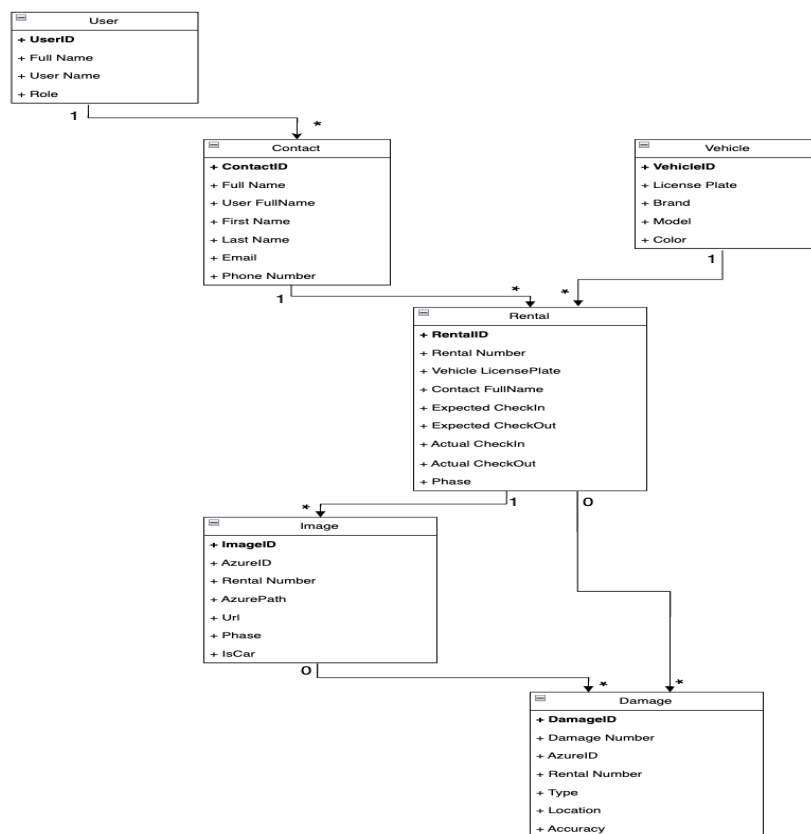 User
+ UserID
+ Full Name
+ User Name
+ Role
1
*
Contact
+ ContactID
+ Full Name
+ User FullName
+ First Name
+ Last Name
+ Email
+ Phone Number
1
*
Vehicle
+ VehicleID
+ License Plate
+ Brand
+ Model
+ Color
1
*
Rental
+ RentalID
+ Rental Number
+ Vehicle LicensePlate
+ Contact FullName
+ Expected CheckIn
+ Expected CheckOut
+ Actual CheckIn
+ Actual CheckOut
+ Phase
1
0
*
Image
+ ImageID
+ AzureID
+ Rental Number
+ AzurePath
+ Url
+ Phase
+ IsCar
0
*
*
Damage
+ DamageID
+ Damage Number
+ AzureID
+ Rental Number
+ Type
+ Location
+ Accuracy